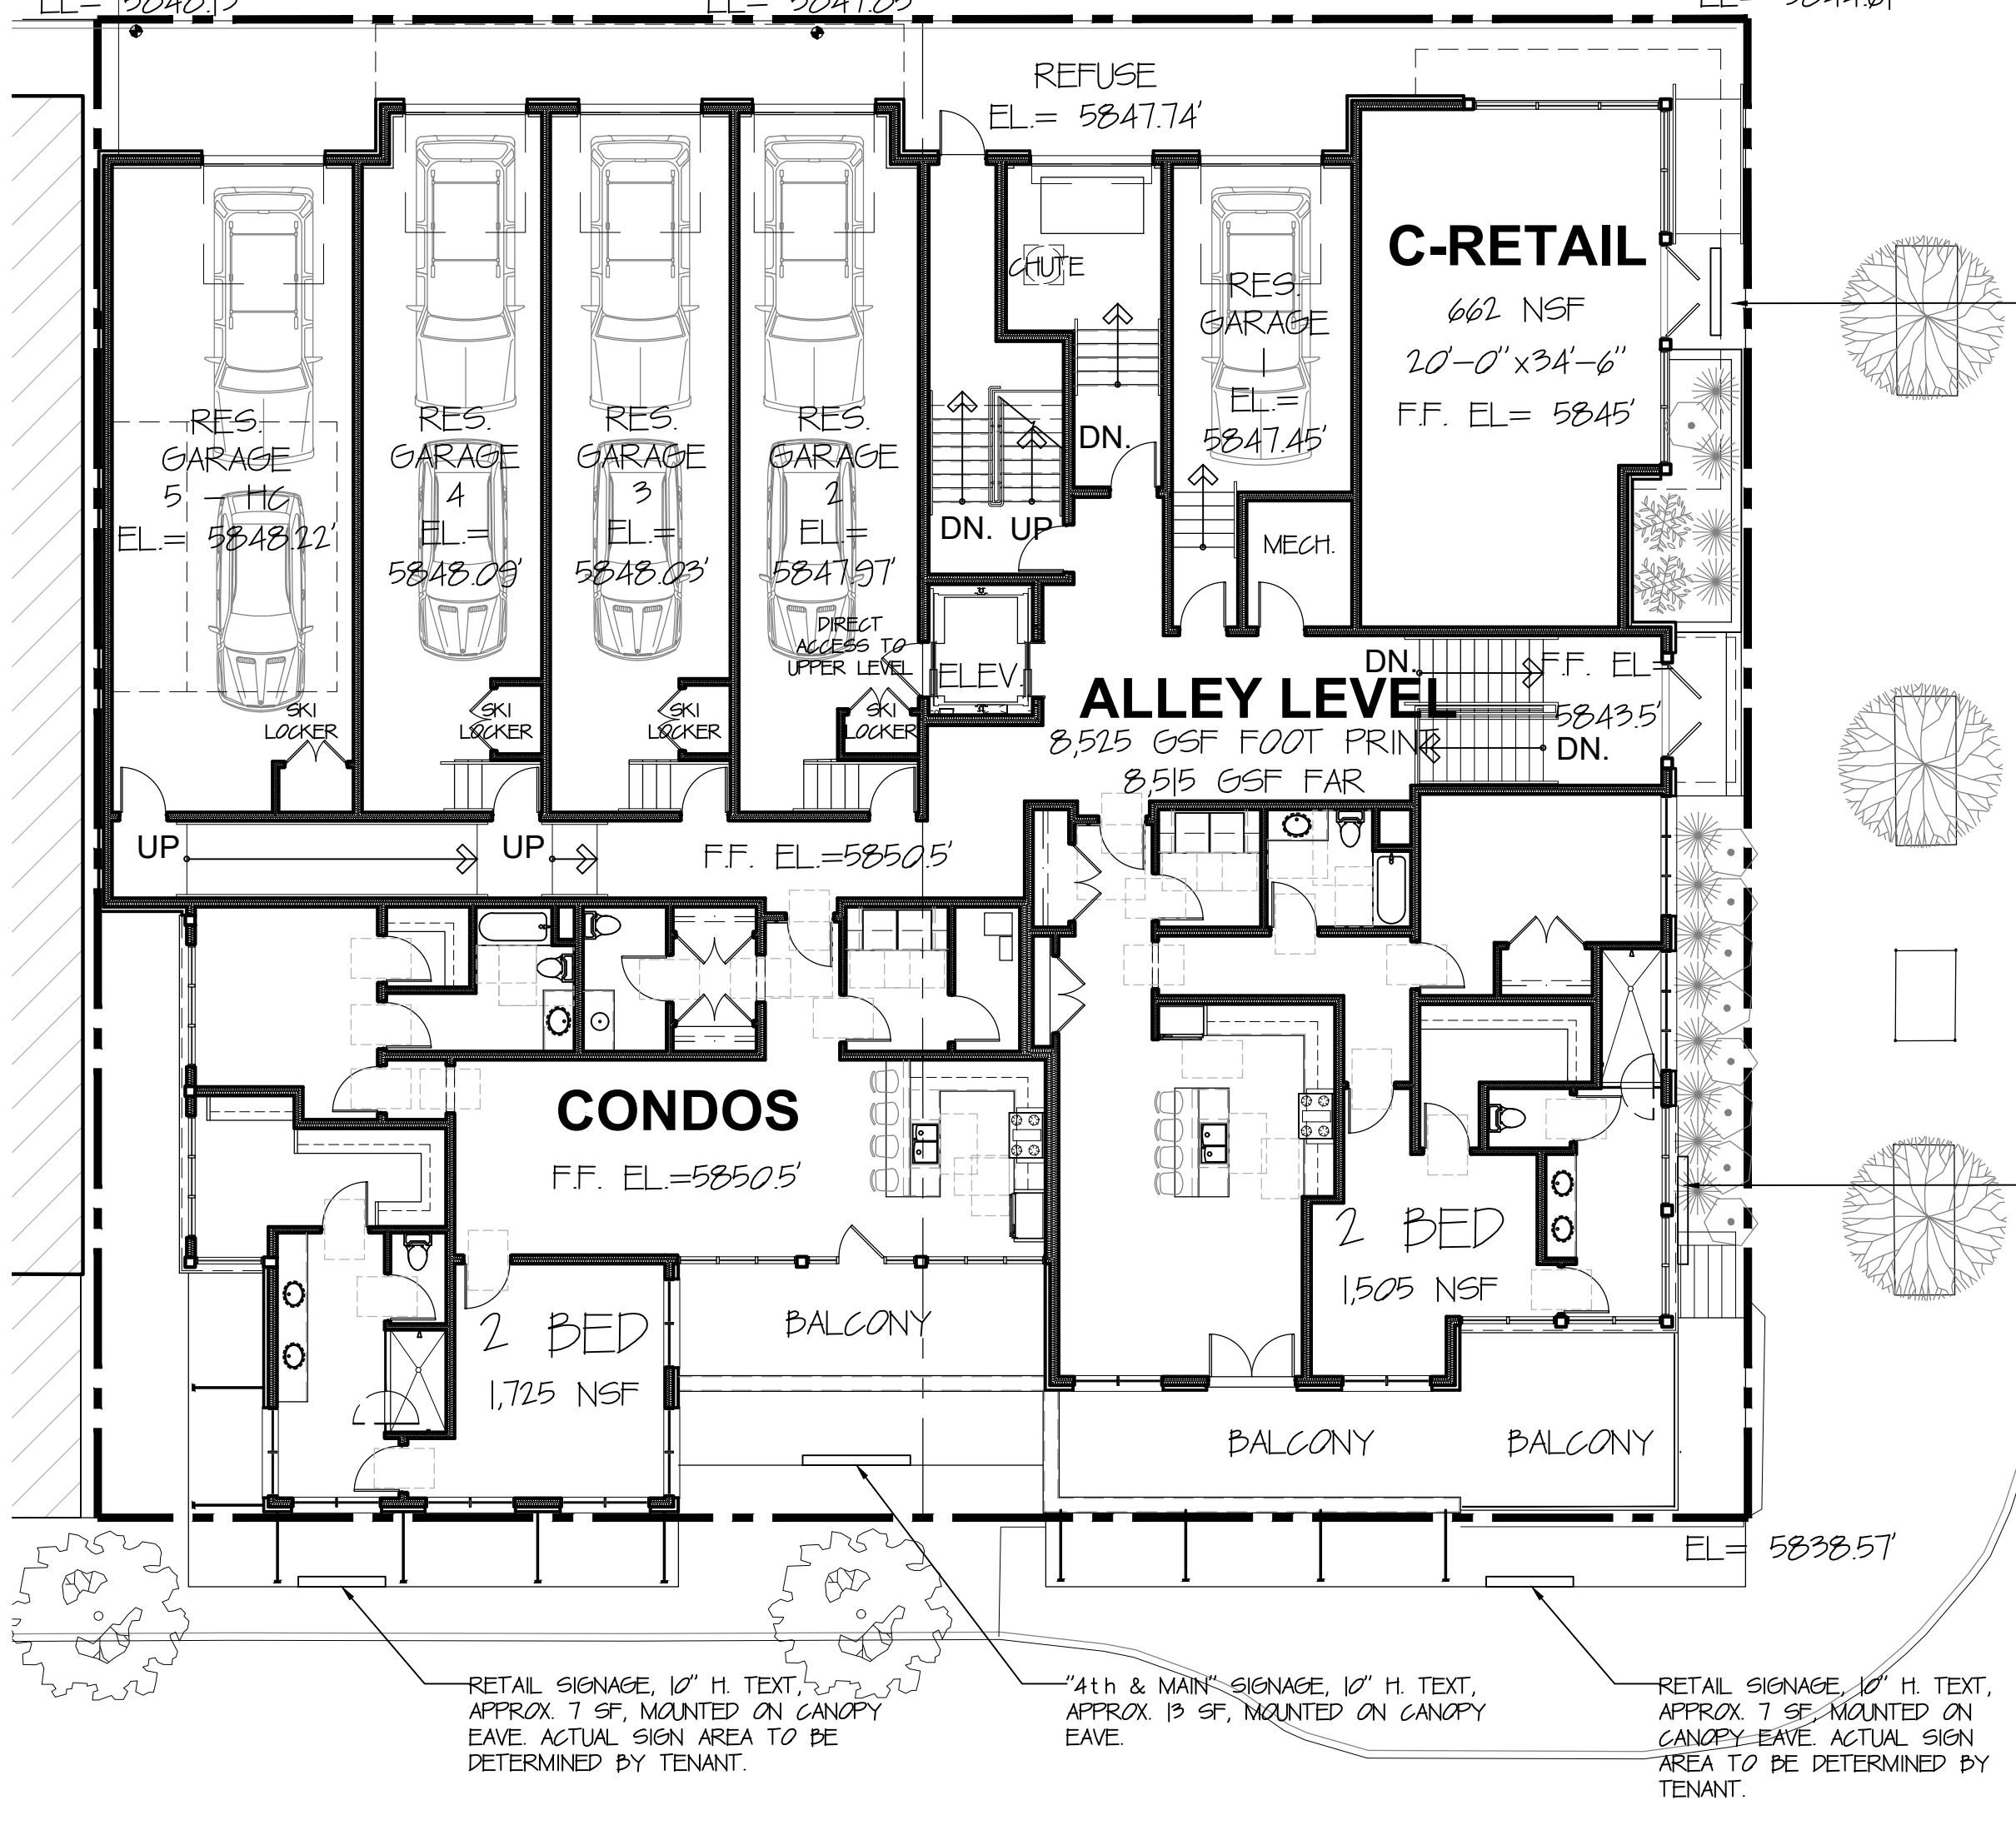 REFUSE
EL.= 5847.74'
C-RETAIL
662 NSF
20'-0" x34'-6"
F.F. EL= 5845'
CHUTE
RES.
GARAGE
1
EL.=
5847.45'
RES.
GARAGE
5 - HC
EL.= 5848.22'
RES.
GARAGE
4
EL.=
5848.09'
RES.
GARAGE
3
EL.=
5848.03'
RES.
GARAGE
2
EL.=
5847.97'
DN.
DN. UP
MECH.
DIRECT
ACCESS TO
UPPER LEVEL
ELEV.
SKI
LOCKER
SKI
LOCKER
SKI
LOCKER
SKI
LOCKER
DN.
F.F. EL=
5843.5'
DN.
ALLEY LEVEL
8,525 GSF FOOT PRINT
8,515 GSF FAR
UP
UP
F.F. EL.=5850.5'
CONDOS
F.F. EL.=5850.5'
2 BED
1,505 NSF
2 BED
1,725 NSF
BALCONY
BALCONY
BALCONY
EL= 5838.57'
RETAIL SIGNAGE, 10" H. TEXT,
APPROX. 7 SF, MOUNTED ON CANOPY
EAVE. ACTUAL SIGN AREA TO BE
DETERMINED BY TENANT.
"4th & MAIN" SIGNAGE, 10" H. TEXT,
APPROX. 13 SF, MOUNTED ON CANOPY
EAVE.
RETAIL SIGNAGE, 10" H. TEXT,
APPROX. 7 SF, MOUNTED ON
CANOPY EAVE. ACTUAL SIGN
AREA TO BE DETERMINED BY
TENANT.